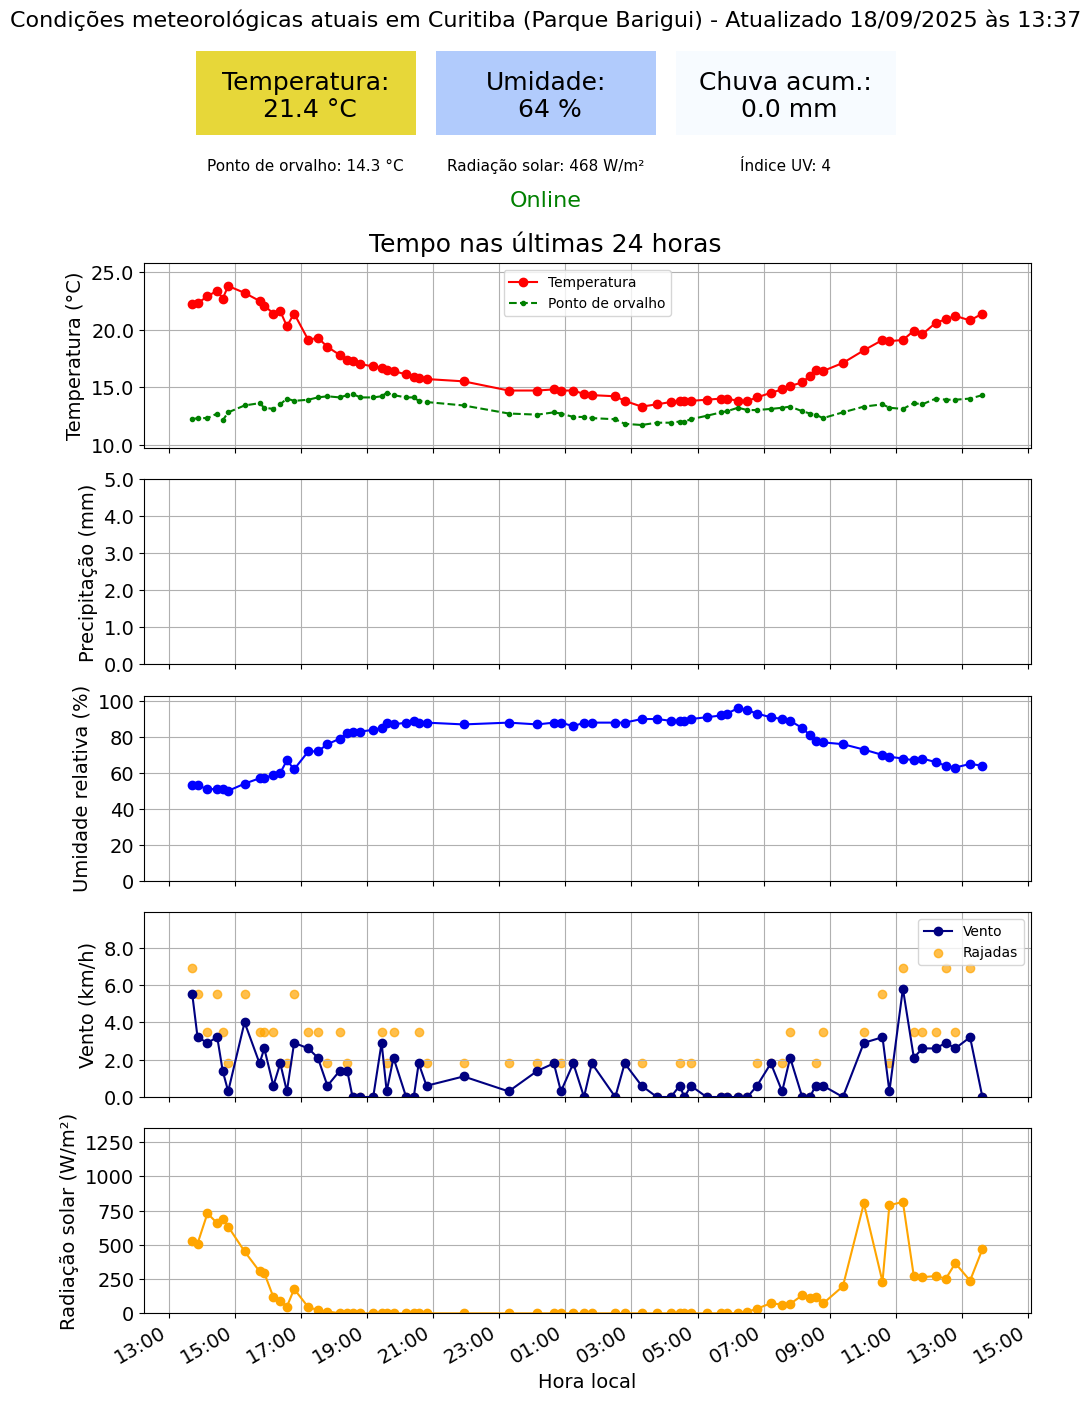 Condições meteorológicas atuais em Curitiba (Parque Barigui) - Atualizado 18/09/2025 às 13:37
Temperatura:
21.4 °C
Umidade:
64 %
Chuva acum.:
0.0 mm
Ponto de orvalho: 14.3 °C
Radiação solar: 468 W/m²
Índice UV: 4
Online
Tempo nas últimas 24 horas
Temperatura (°C)
25.0
20.0
15.0
10.0
Temperatura
Ponto de orvalho
Precipitação (mm)
5.0
4.0
3.0
2.0
1.0
0.0
Umidade relativa (%)
100
80
60
40
20
0
Vento (km/h)
8.0
6.0
4.0
2.0
0.0
Vento
Rajadas
Radiação solar (W/m²)
1250
1000
750
500
250
0
13:00
15:00
17:00
19:00
21:00
23:00
01:00
03:00
05:00
07:00
09:00
11:00
13:00
15:00
Hora local